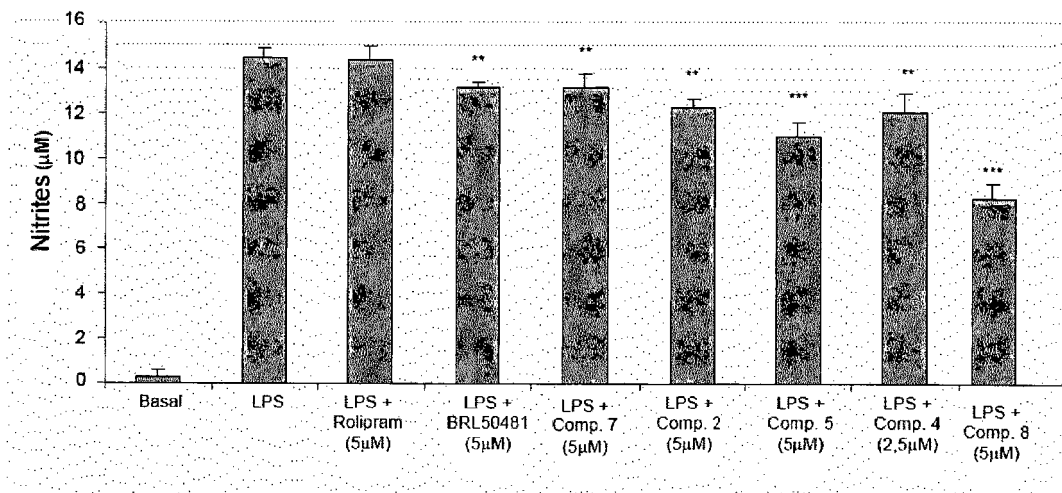 16
14
12
10
8
6
4
2
0
Nitrites (µM)
** ** ** *** ** ***
Basal
LPS
LPS +
Rolipram
(5µM)
LPS +
BRL50481
(5µM)
LPS +
Comp. 7
(5µM)
LPS +
Comp. 2
(5µM)
LPS +
Comp. 5
(5µM)
LPS +
Comp. 4
(2,5µM)
LPS +
Comp. 8
(5µM)